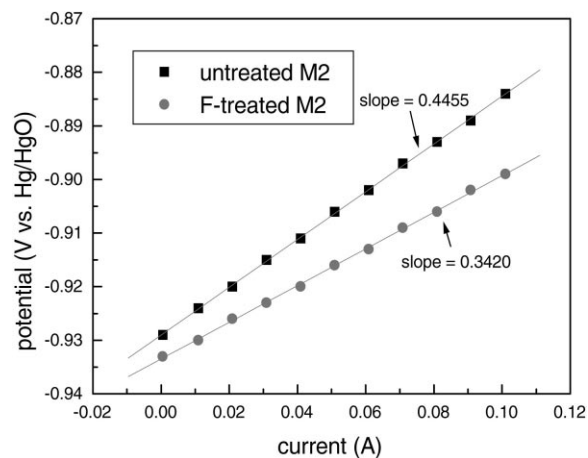 -0.87
-0.88
-0.89
-0.90
-0.91
-0.92
-0.93
-0.94
potential (V vs. Hg/HgO)
untreated M2
F-treated M2
slope = 0.4455
slope = 0.3420
-0.02 0.00 0.02 0.04 0.06 0.08 0.10 0.12
current (A)